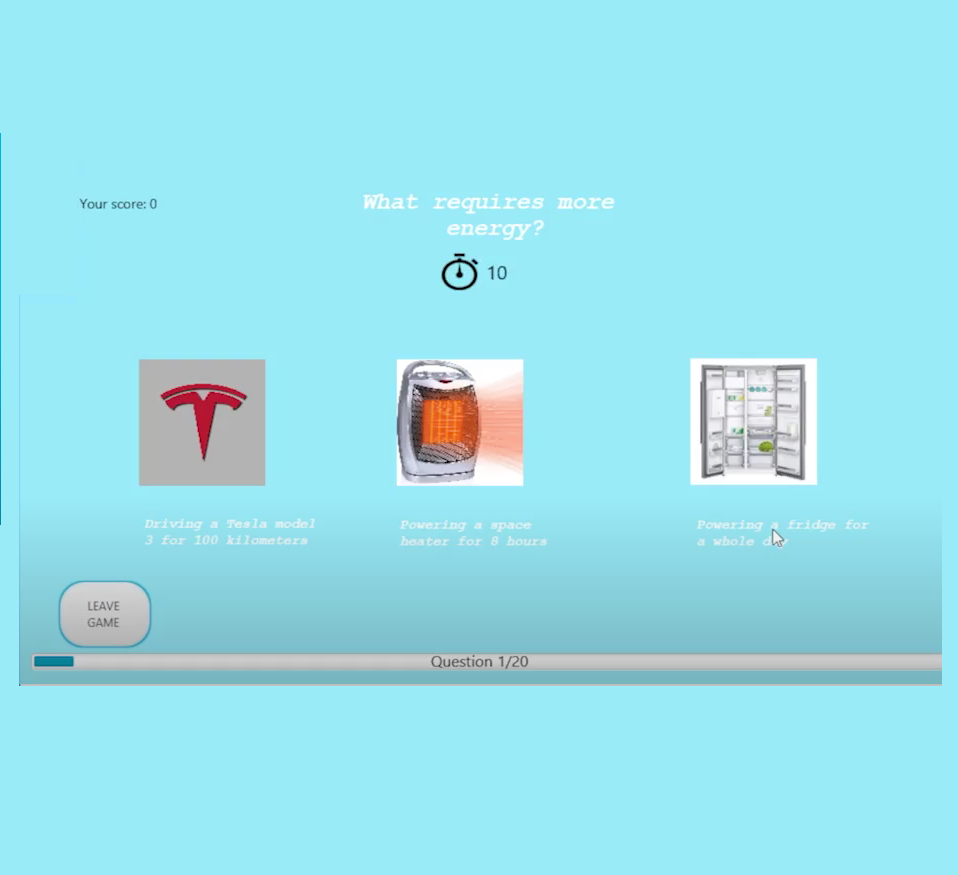 Your score: 0
What requires more
energy?
10
Driving a Tesla model
3 for 100 kilometers
Powering a space
heater for 8 hours
Powering a fridge for
a whole day
LEAVE
GAME
Question 1/20